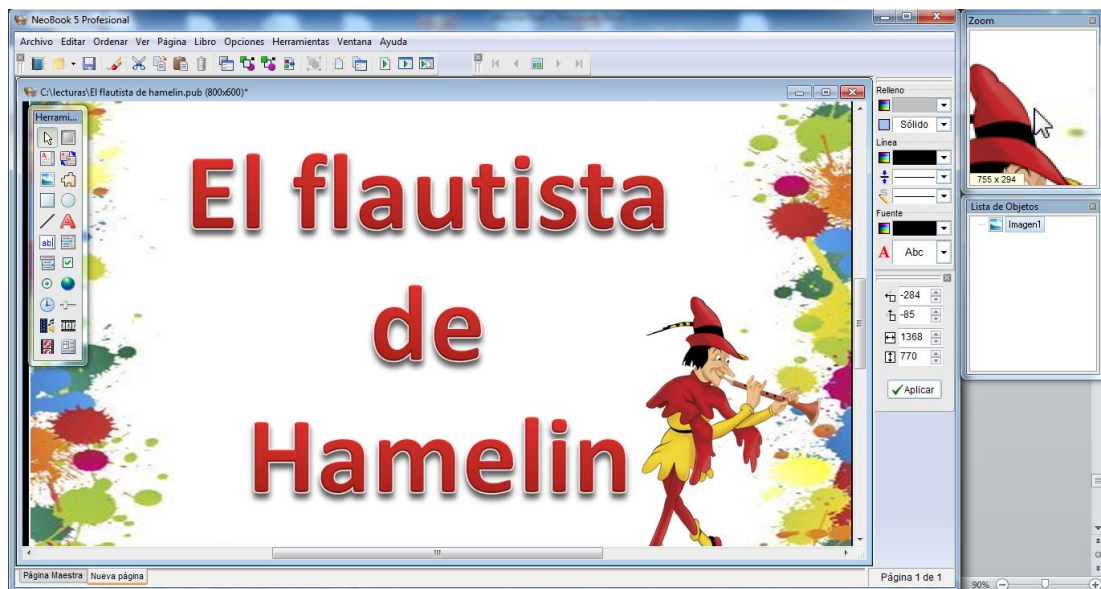 NeoBook 5 Profesional
Archivo Editar Ordenar Ver Página Libro Opciones Herramientas Ventana Ayuda
C:\lecturas\El flautista de hamelin.pub (800x600)*
Herrami...
El flautista
de
Hamelin
Relleno
Sólido
Línea
Fuente
A Abc
-284
-85
1368
770
Aplicar
Zoom
755 x 294
Lista de Objetos
Imagen1
Página Maestra Nueva página
Página 1 de 1
90%